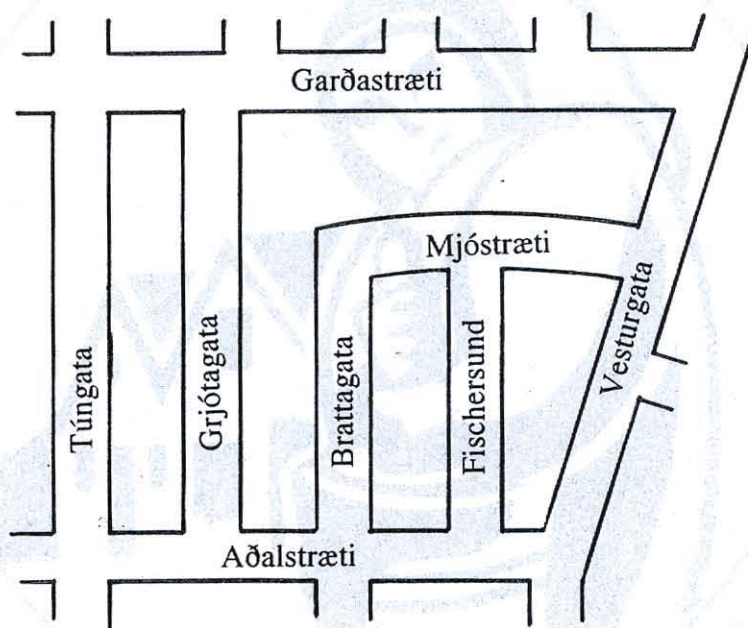 Garðastræti
Mjóstræti
Túngata
Grjótagata
Brattagata
Fischersund
Vesturgata
Aðalstræti